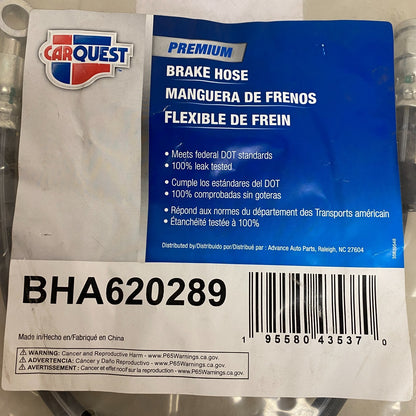 CARQUEST
PREMIUM
BRAKE HOSE
MANGUERA DE FRENOS
FLEXIBLE DE FREIN
• Meets federal DOT standards
• 100% leak tested
• Cumple los estándares del DOT
• 100% comprobadas sin goteras
• Répond aux normes du département des Transports américain
• Étanchéité testée à 100%
Distributed by/Distribuido por/Distribué par : Advance Auto Parts, Raleigh, NC 27604
BHA620289
1 95580 43537 0
Made in/Hecho en/Fabriqué en China
WARNING: Cancer and Reproductive Harm - www.P65Warnings.ca.gov.
ADVERTENCIA: Cáncer y Daño Reproductivo - www.P65Warnings.ca.gov.
AVERTISSEMENT : Cancer et effet nocif sur la reproduction - www.P65Warnings.ca.gov.